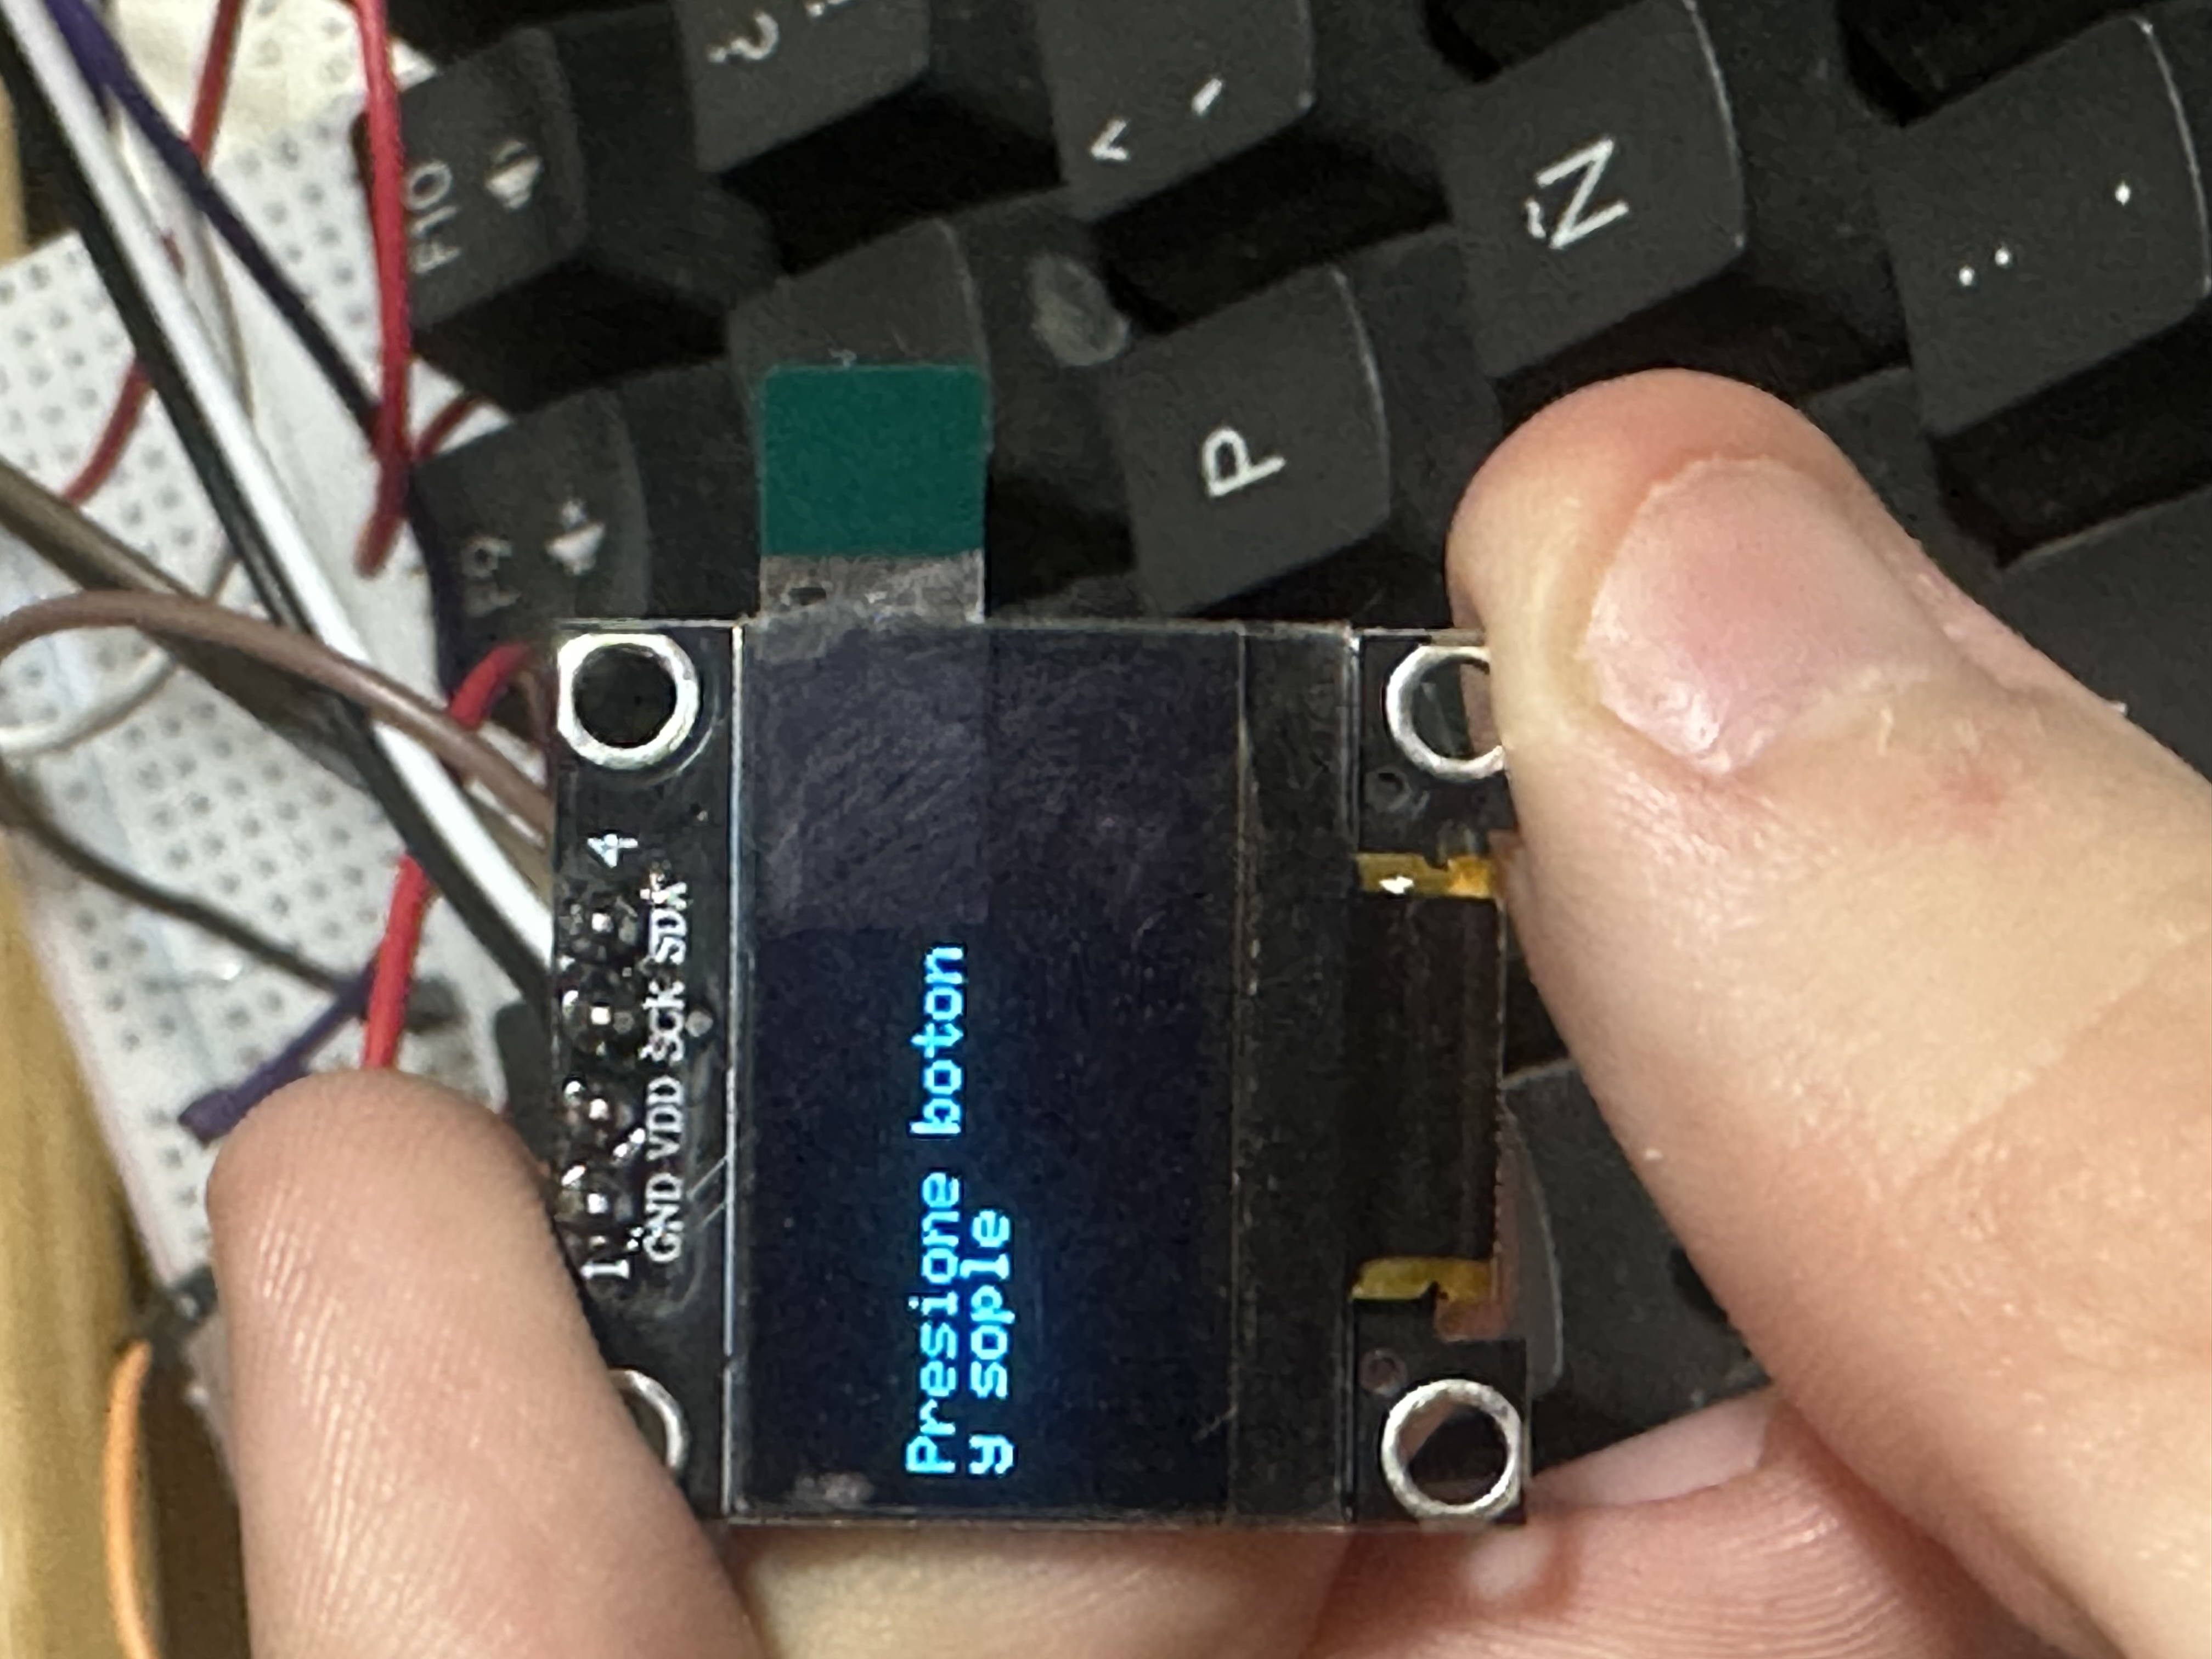 F10
F9
1 4
GND VDD SCK SDA
¿
Presione boton
y sople
^
P
Ñ